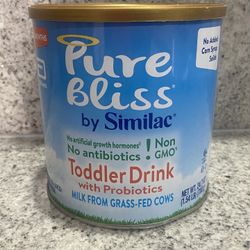 Pure
Bliss
by Similac
No Added
Corn Syrup
Solids
No artificial growth hormones
No antibiotics
! Non
GMO
Toddler Drink
with Probiotics
MILK FROM GRASS-FED COWS